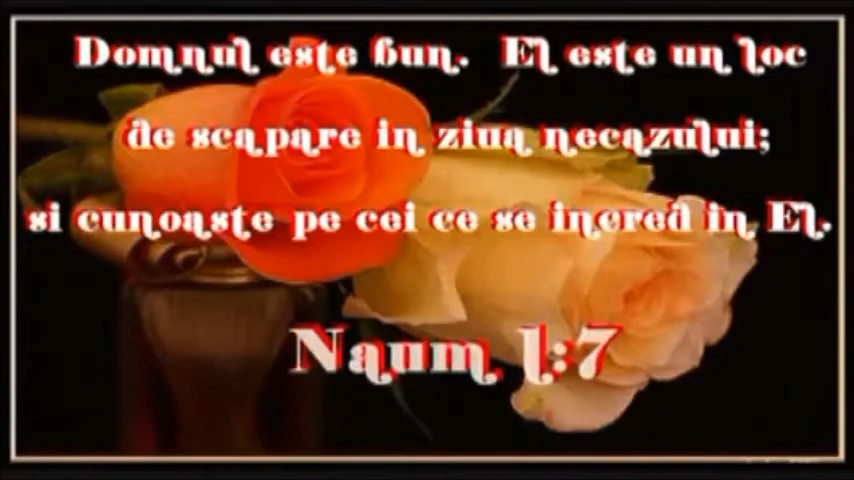 Domnul este bun. El este un loc
de scapare in ziua necazului;
si cunoaste pe cei ce se incred in El.
Naum 1:7